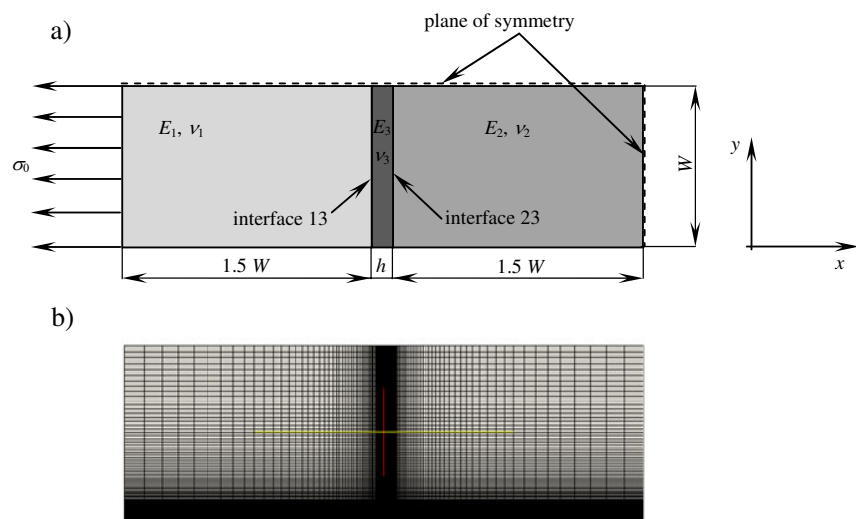 a)
plane of symmetry
E₁, ν₁
E₃
ν₃
E₂, ν₂
σ₀
interface 13
interface 23
W
y
x
1.5 W
h
1.5 W
b)